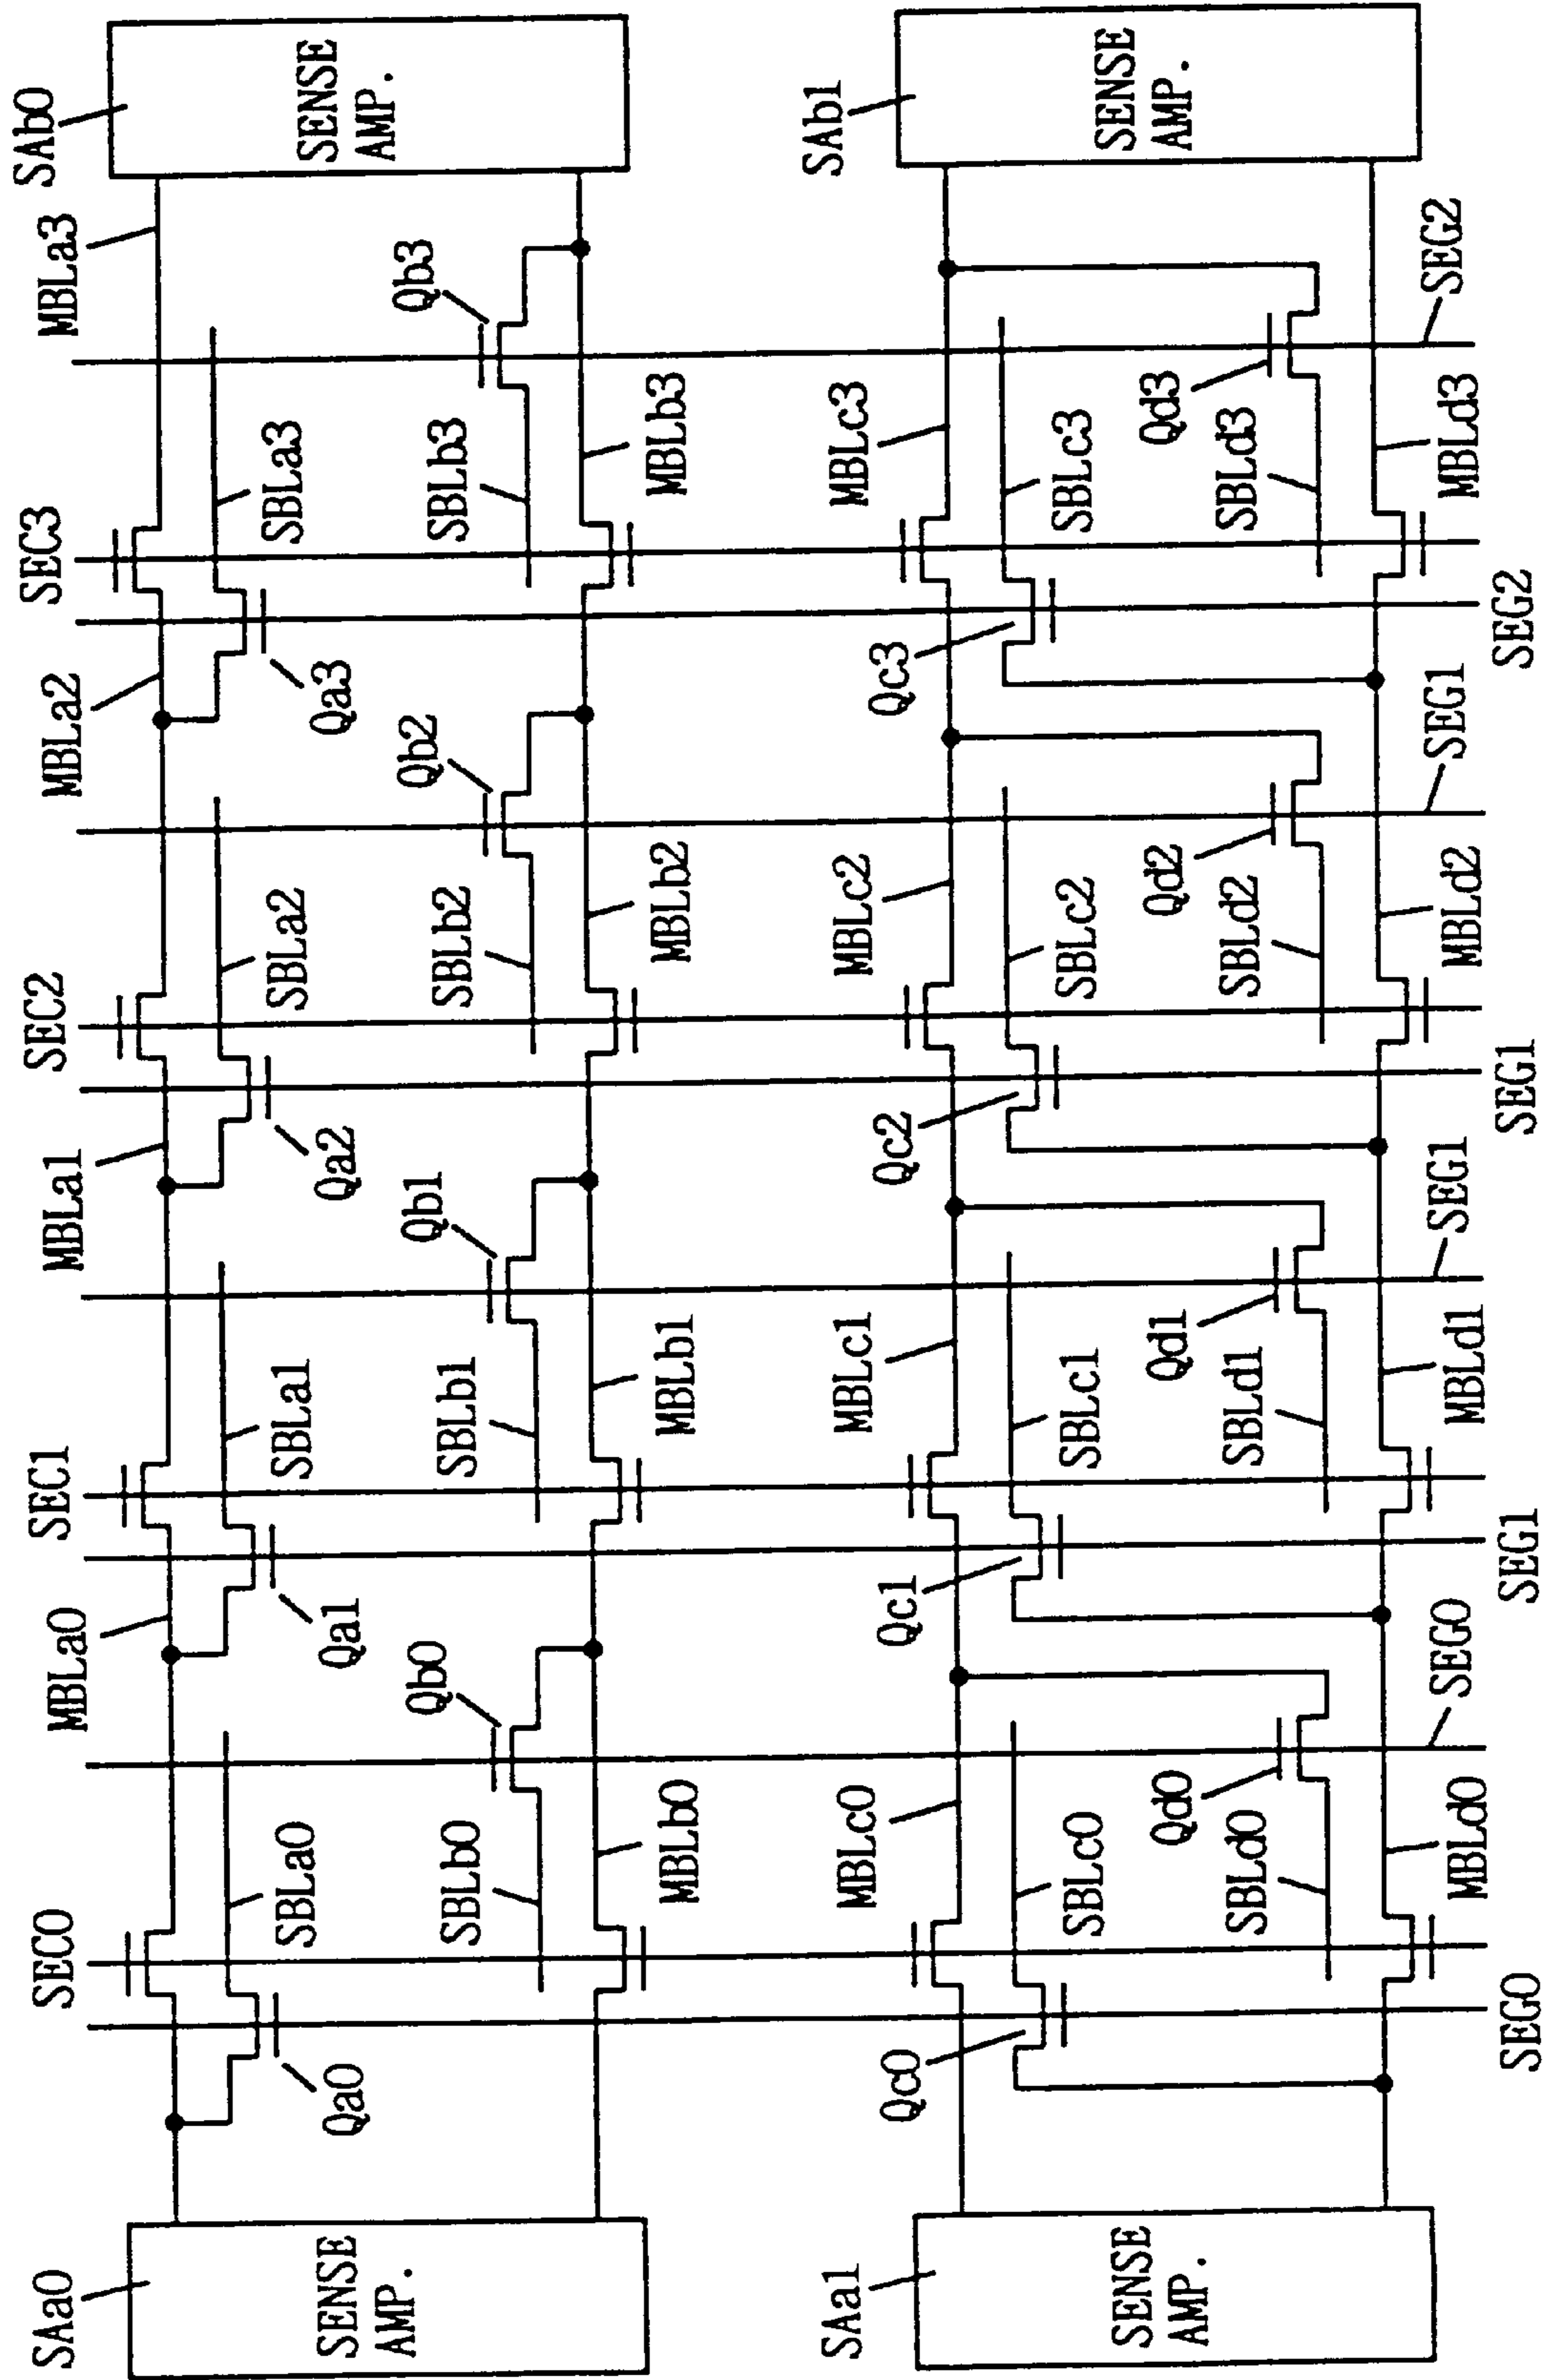 SAb0
SENSE
AMP.
SAb1
SENSE
AMP.
MBLa3
Qb3
SEG2
SBLa3
SBLb3
MBLb3
MBLc3
SBLc3
Qd3
SBLd3
MBLd3
SEC3
SEG2
MBLa2
Qa3
Qc3
Qb2
SEG1
SBLa2
SBLb2
MBLb2
MBLc2
SBLc2
Qd2
SBLd2
MBLd2
SEC2
SEG1
MBLa1
Qa2
Qc2
Qb1
SEG1
SBLa1
SBLb1
MBLb1
MBLc1
SBLc1
Qd1
SBLd1
MBLd1
SEC1
SEG1
MBLa0
Qa1
Qc1
Qb0
SEG0
SBLa0
SBLb0
MBLb0
MBLc0
SBLc0
Qd0
SBLd0
MBLd0
SEC0
SEG0
Qa0
Qc0
SAa0
SENSE
AMP.
SAa1
SENSE
AMP.